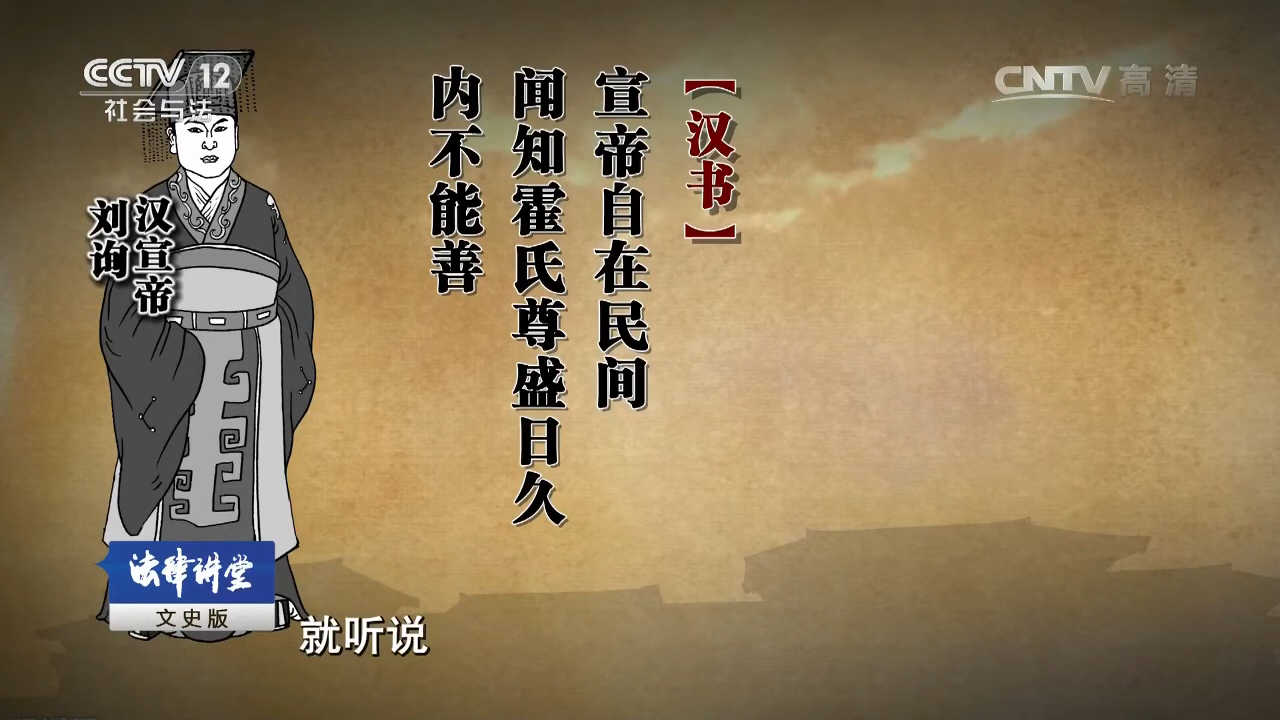 CCTV 12
社会与法
CNTV 高清
【汉书】
宣帝自在民间
闻知霍氏尊盛日久
内不能善
汉宣帝
刘询
法律讲堂
文史版
就听说